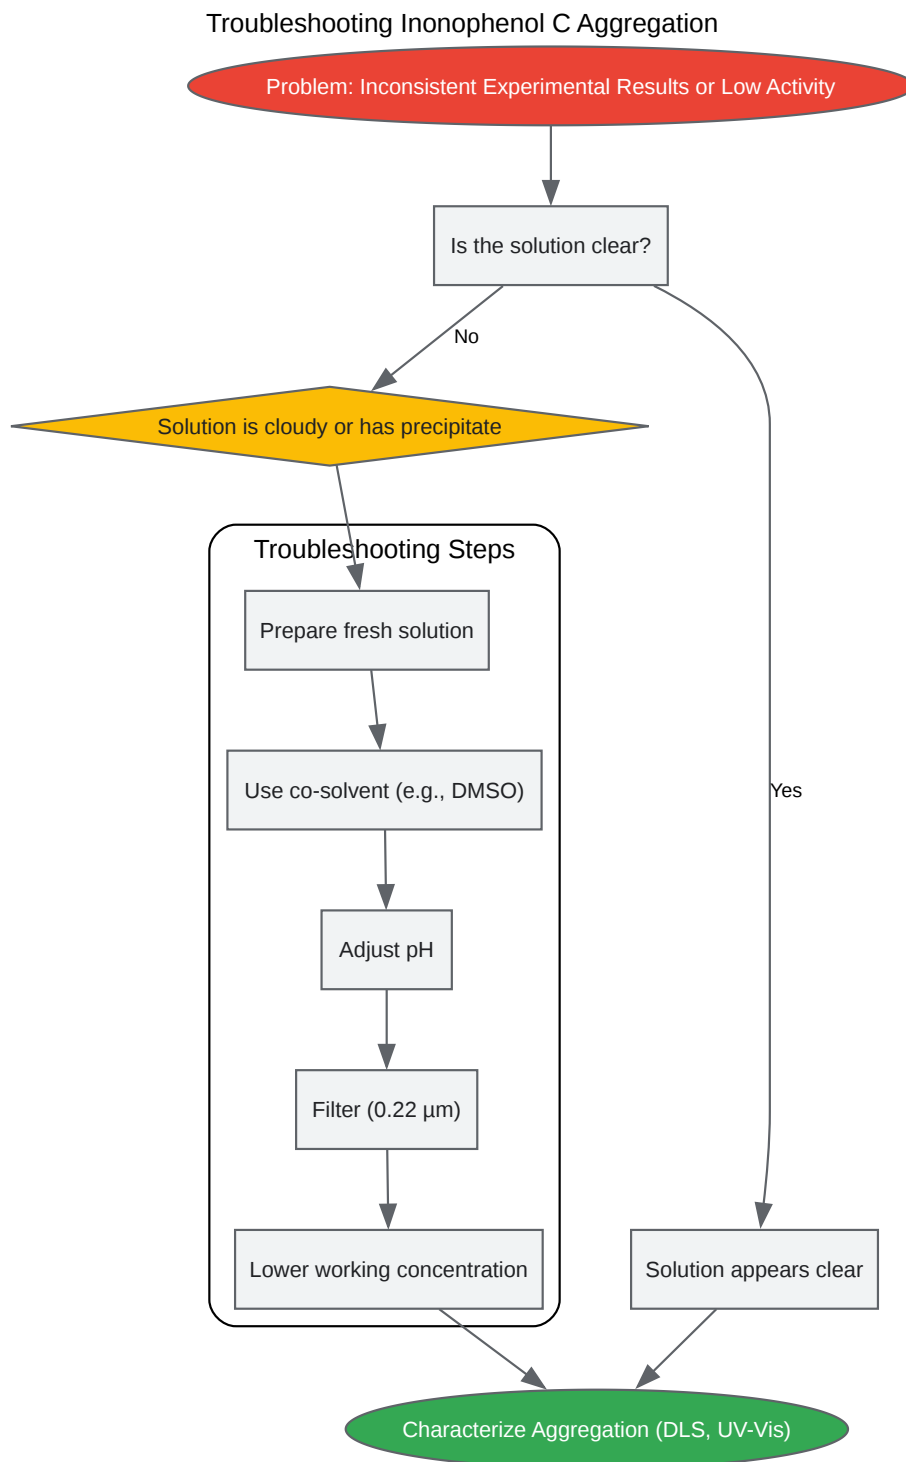 Troubleshooting Inonophenol C Aggregation
Problem: Inconsistent Experimental Results or Low Activity
Is the solution clear?
No
Solution is cloudy or has precipitate
Troubleshooting Steps
Prepare fresh solution
Use co-solvent (e.g., DMSO)
Yes
Adjust pH
Filter (0.22 µm)
Lower working concentration
Solution appears clear
Characterize Aggregation (DLS, UV-Vis)